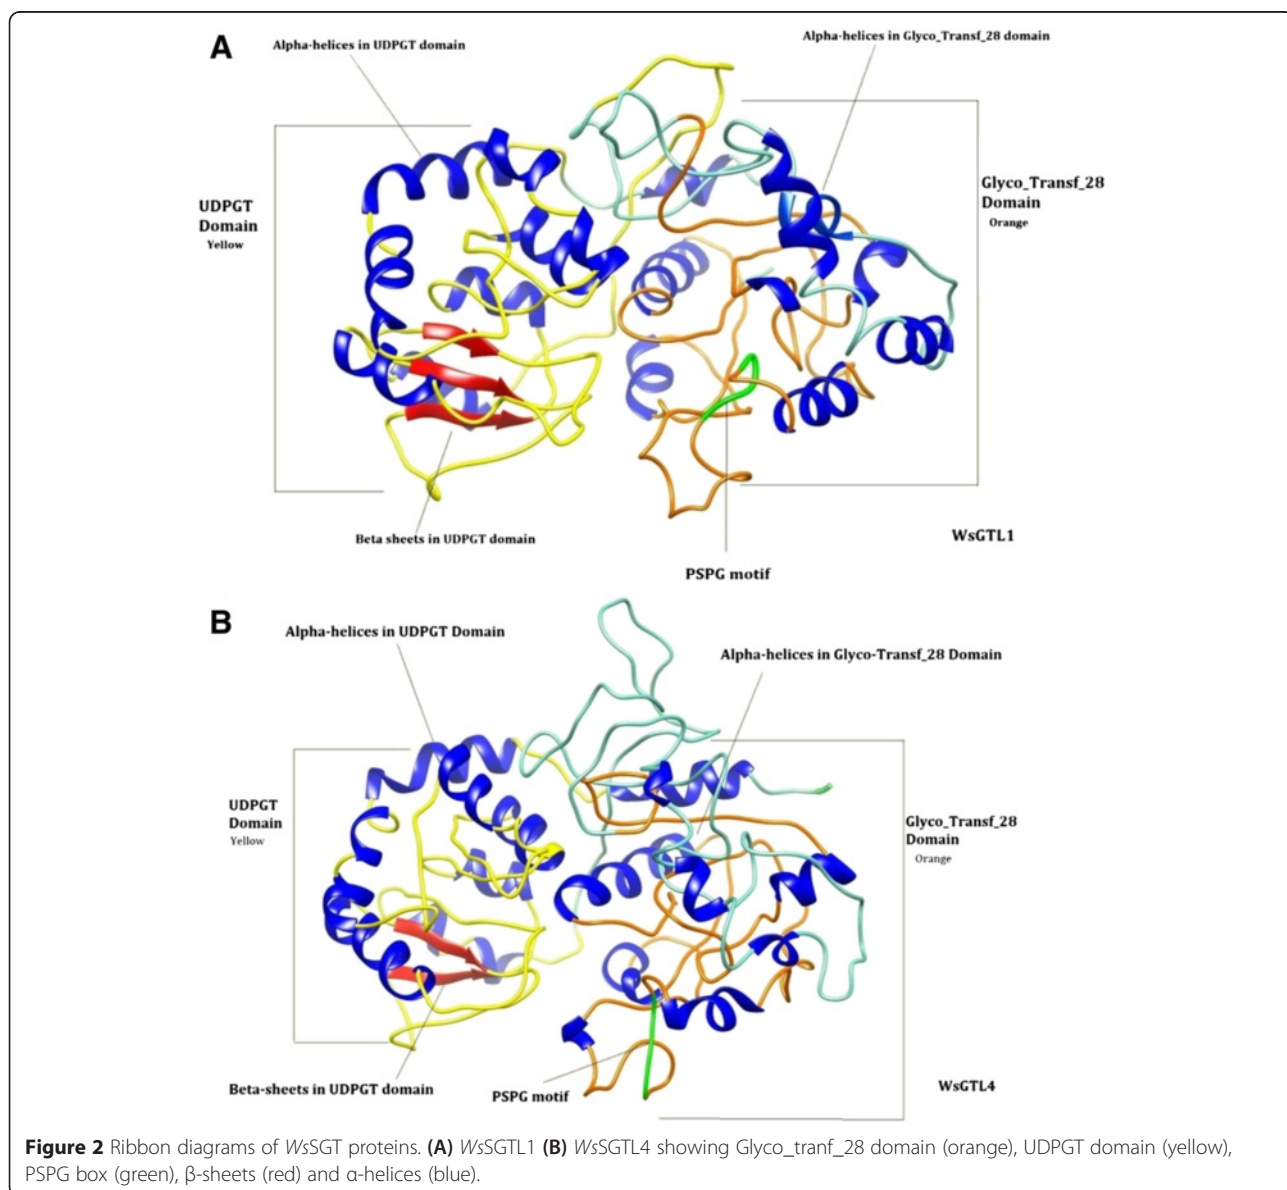 A
Alpha-helices in UDPGT domain
Alpha-helices in Glyco_Transf_28 domain
UDPGT
Domain
Yellow
Glyco_Transf_28
Domain
Orange
Beta sheets in UDPGT domain
WsGTL1
PSPG motif
B
Alpha-helices in UDPGT Domain
Alpha-helices in Glyco-Transf_28 Domain
UDPGT
Domain
Yellow
Glyco_Transf_28
Domain
Orange
Beta-sheets in UDPGT domain
PSPG motif
WsGTL4
Figure 2 Ribbon diagrams of WsSGT proteins. (A) WsSGTL1 (B) WsSGTL4 showing Glyco_tranf_28 domain (orange), UDPGT domain (yellow),
PSPG box (green), β-sheets (red) and α-helices (blue).